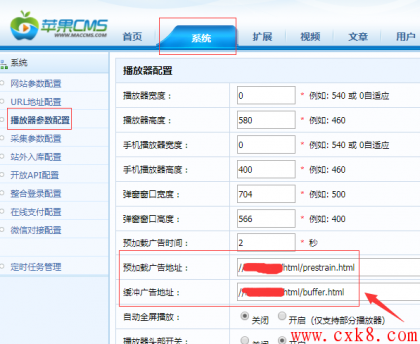 苹果CMS
WWW.MACCMS.COM
首页 系统 扩展 视频 文章 用户
系统
网站参数配置
URL地址配置
播放器参数配置
采集参数配置
站外入库配置
开放API配置
整合登录配置
在线支付配置
微信对接配置
定时任务管理
播放器配置
播放器宽度： 0 * 例如: 540 或 0自适应
播放器高度： 580 * 例如: 460
手机播放器宽度： 0 * 例如: 540 或 0自适应
手机播放器高度： 400 * 例如: 460
弹窗窗口宽度： 704 * 例如: 500
弹窗窗口高度： 566 * 例如: 400
预加载广告时间： 2 * 秒
预加载广告地址： // html/prestrain.html
缓冲广告地址： // html/buffer.html
自动全屏播放： 关闭 开启 (仅支持部分播放器)
播放器头部开关： 关闭 开启
www.cxk8.com